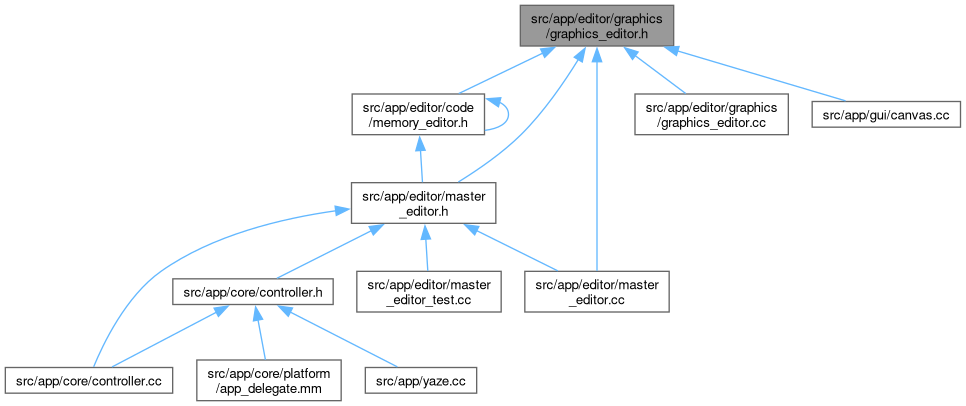 src/app/editor/graphics
/graphics_editor.h
src/app/editor/code
/memory_editor.h
src/app/editor/graphics
/graphics_editor.cc
src/app/gui/canvas.cc
src/app/editor/master
_editor.h
src/app/core/controller.h
src/app/editor/master
_editor_test.cc
src/app/editor/master
_editor.cc
src/app/core/controller.cc
src/app/core/platform
/app_delegate.mm
src/app/yaze.cc